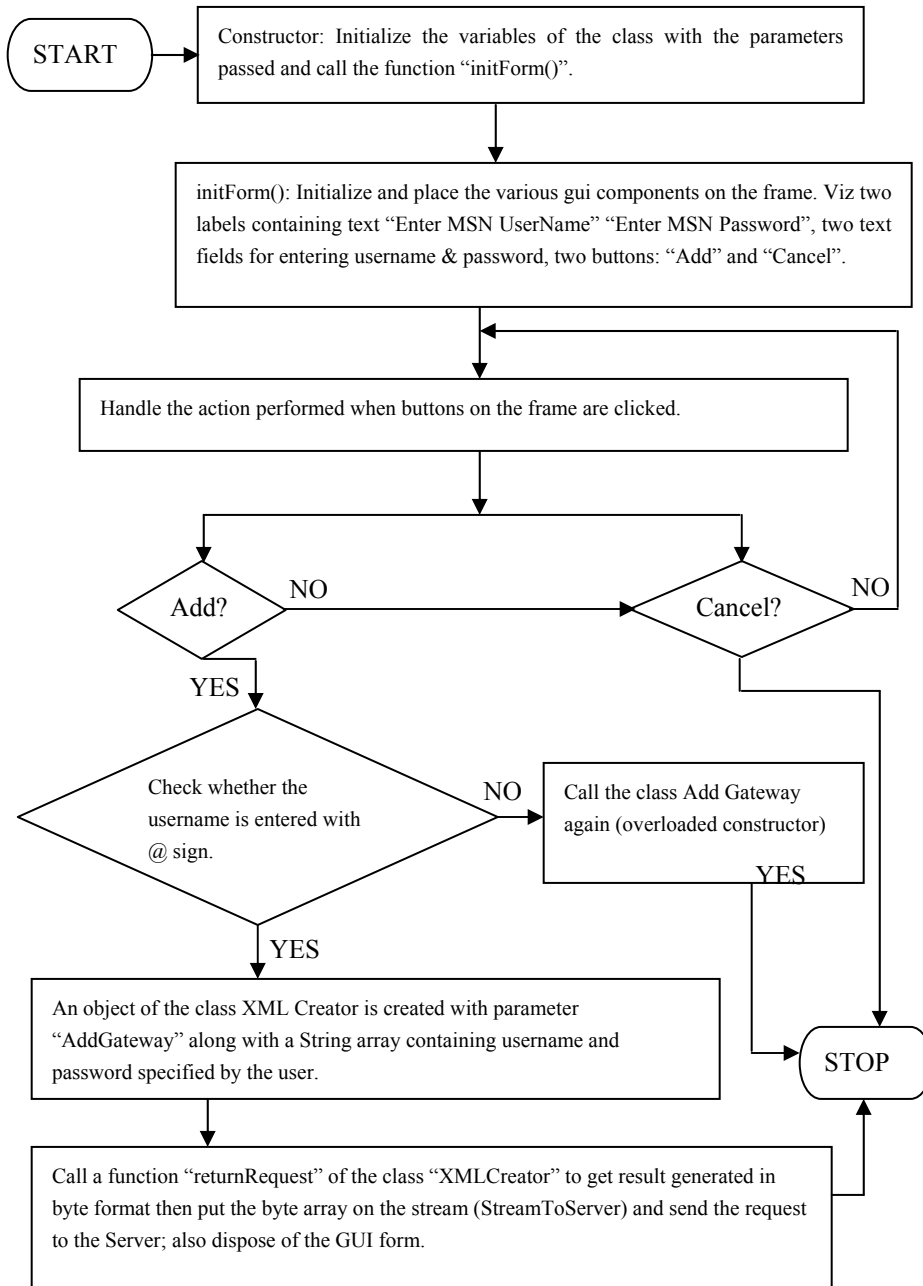 START
Constructor: Initialize the variables of the class with the parameters
passed and call the function “initForm()”.
initForm(): Initialize and place the various gui components on the frame. Viz two
labels containing text “Enter MSN UserName” “Enter MSN Password”, two text
fields for entering username & password, two buttons: “Add” and “Cancel”.
Handle the action performed when buttons on the frame are clicked.
Add?
NO
Cancel?
NO
YES
Check whether the
username is entered with
@ sign.
NO
Call the class Add Gateway
again (overloaded constructor)
YES
YES
An object of the class XML Creator is created with parameter
“AddGateway” along with a String array containing username and
password specified by the user.
STOP
Call a function “returnRequest” of the class “XMLCreator” to get result generated in
byte format then put the byte array on the stream (StreamToServer) and send the request
to the Server; also dispose of the GUI form.